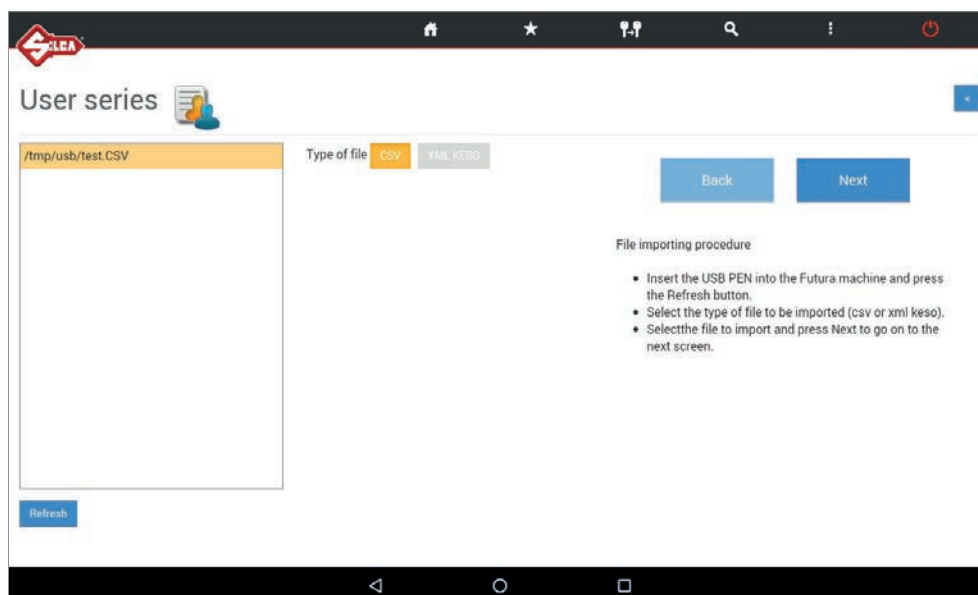 SILCA
User series
<
/tmp/usb/test.CSV
Type of file CSV XML KESO
Back Next
File importing procedure
• Insert the USB PEN into the Futura machine and press
the Refresh button.
• Select the type of file to be imported (csv or xml keso).
• Selectthe file to import and press Next to go on to the
next screen.
Refresh